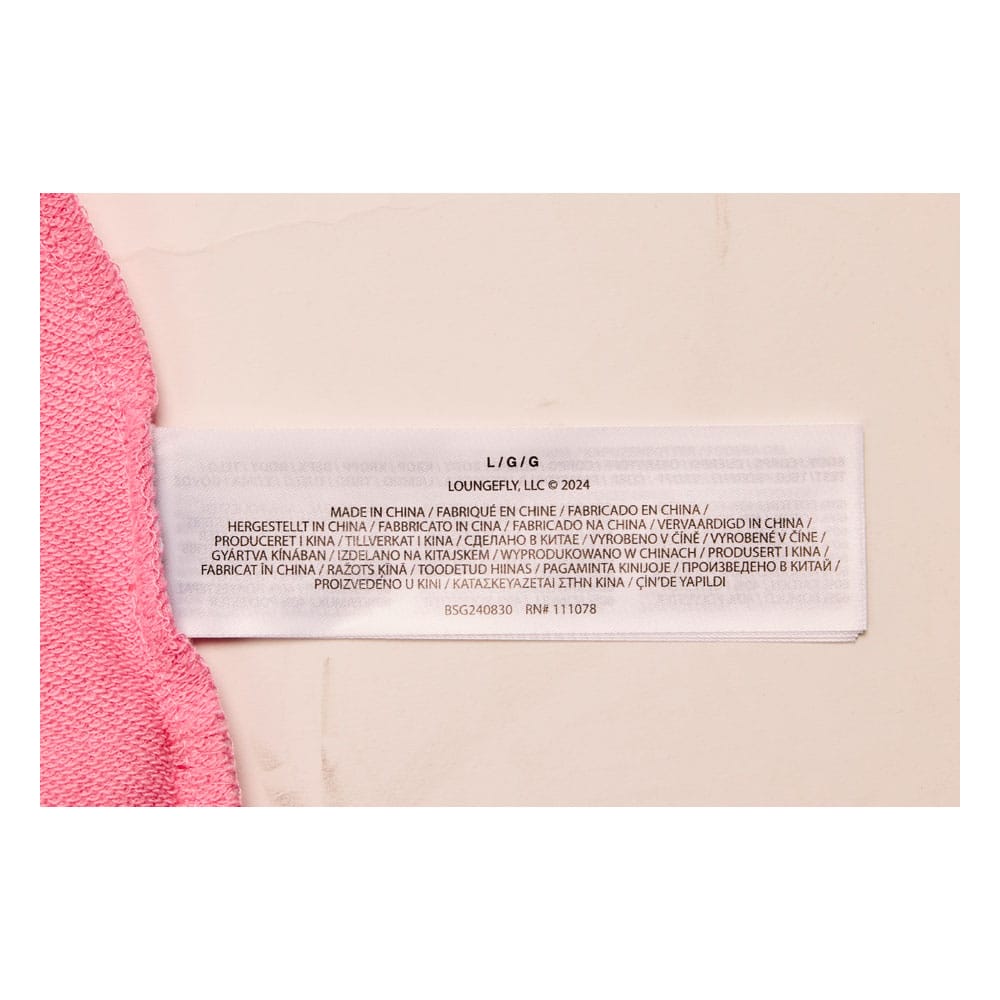 L / G / G
LOUNGEFLY, LLC © 2024
MADE IN CHINA / FABRIQUÉ EN CHINE / FABRICADO EN CHINA /
HERGESTELLT IN CHINA / FABBRICATO IN CINA / FABRICADO NA CHINA / VERVAARDIGD IN CHINA /
PRODUCERET I KINA / TILLVERKAT I KINA / СДЕЛАНО В КИТАЕ / VYROBENO V ČÍNĚ / VYROBENÉ V ČÍNE /
GYÁRTVA KÍNÁBAN / IZDELANO NA KITAJSKEM / WYPRODUKOWANO W CHINACH / PRODUSERT I KINA /
FABRICAT ÎN CHINA / RAŽOTS ĶĪNĀ / TOODETUD HIINAS / PAGAMINTA KINIJOJE / ПРОИЗВЕДЕНО В КИТАЙ /
PROIZVEDENO U KINI / ΚΑΤΑΣΚΕΥΑΖΕΤΑΙ ΣΤΗΝ ΚΙΝΑ / ÇİN'DE YAPILDI
BSG240830 RN# 111078